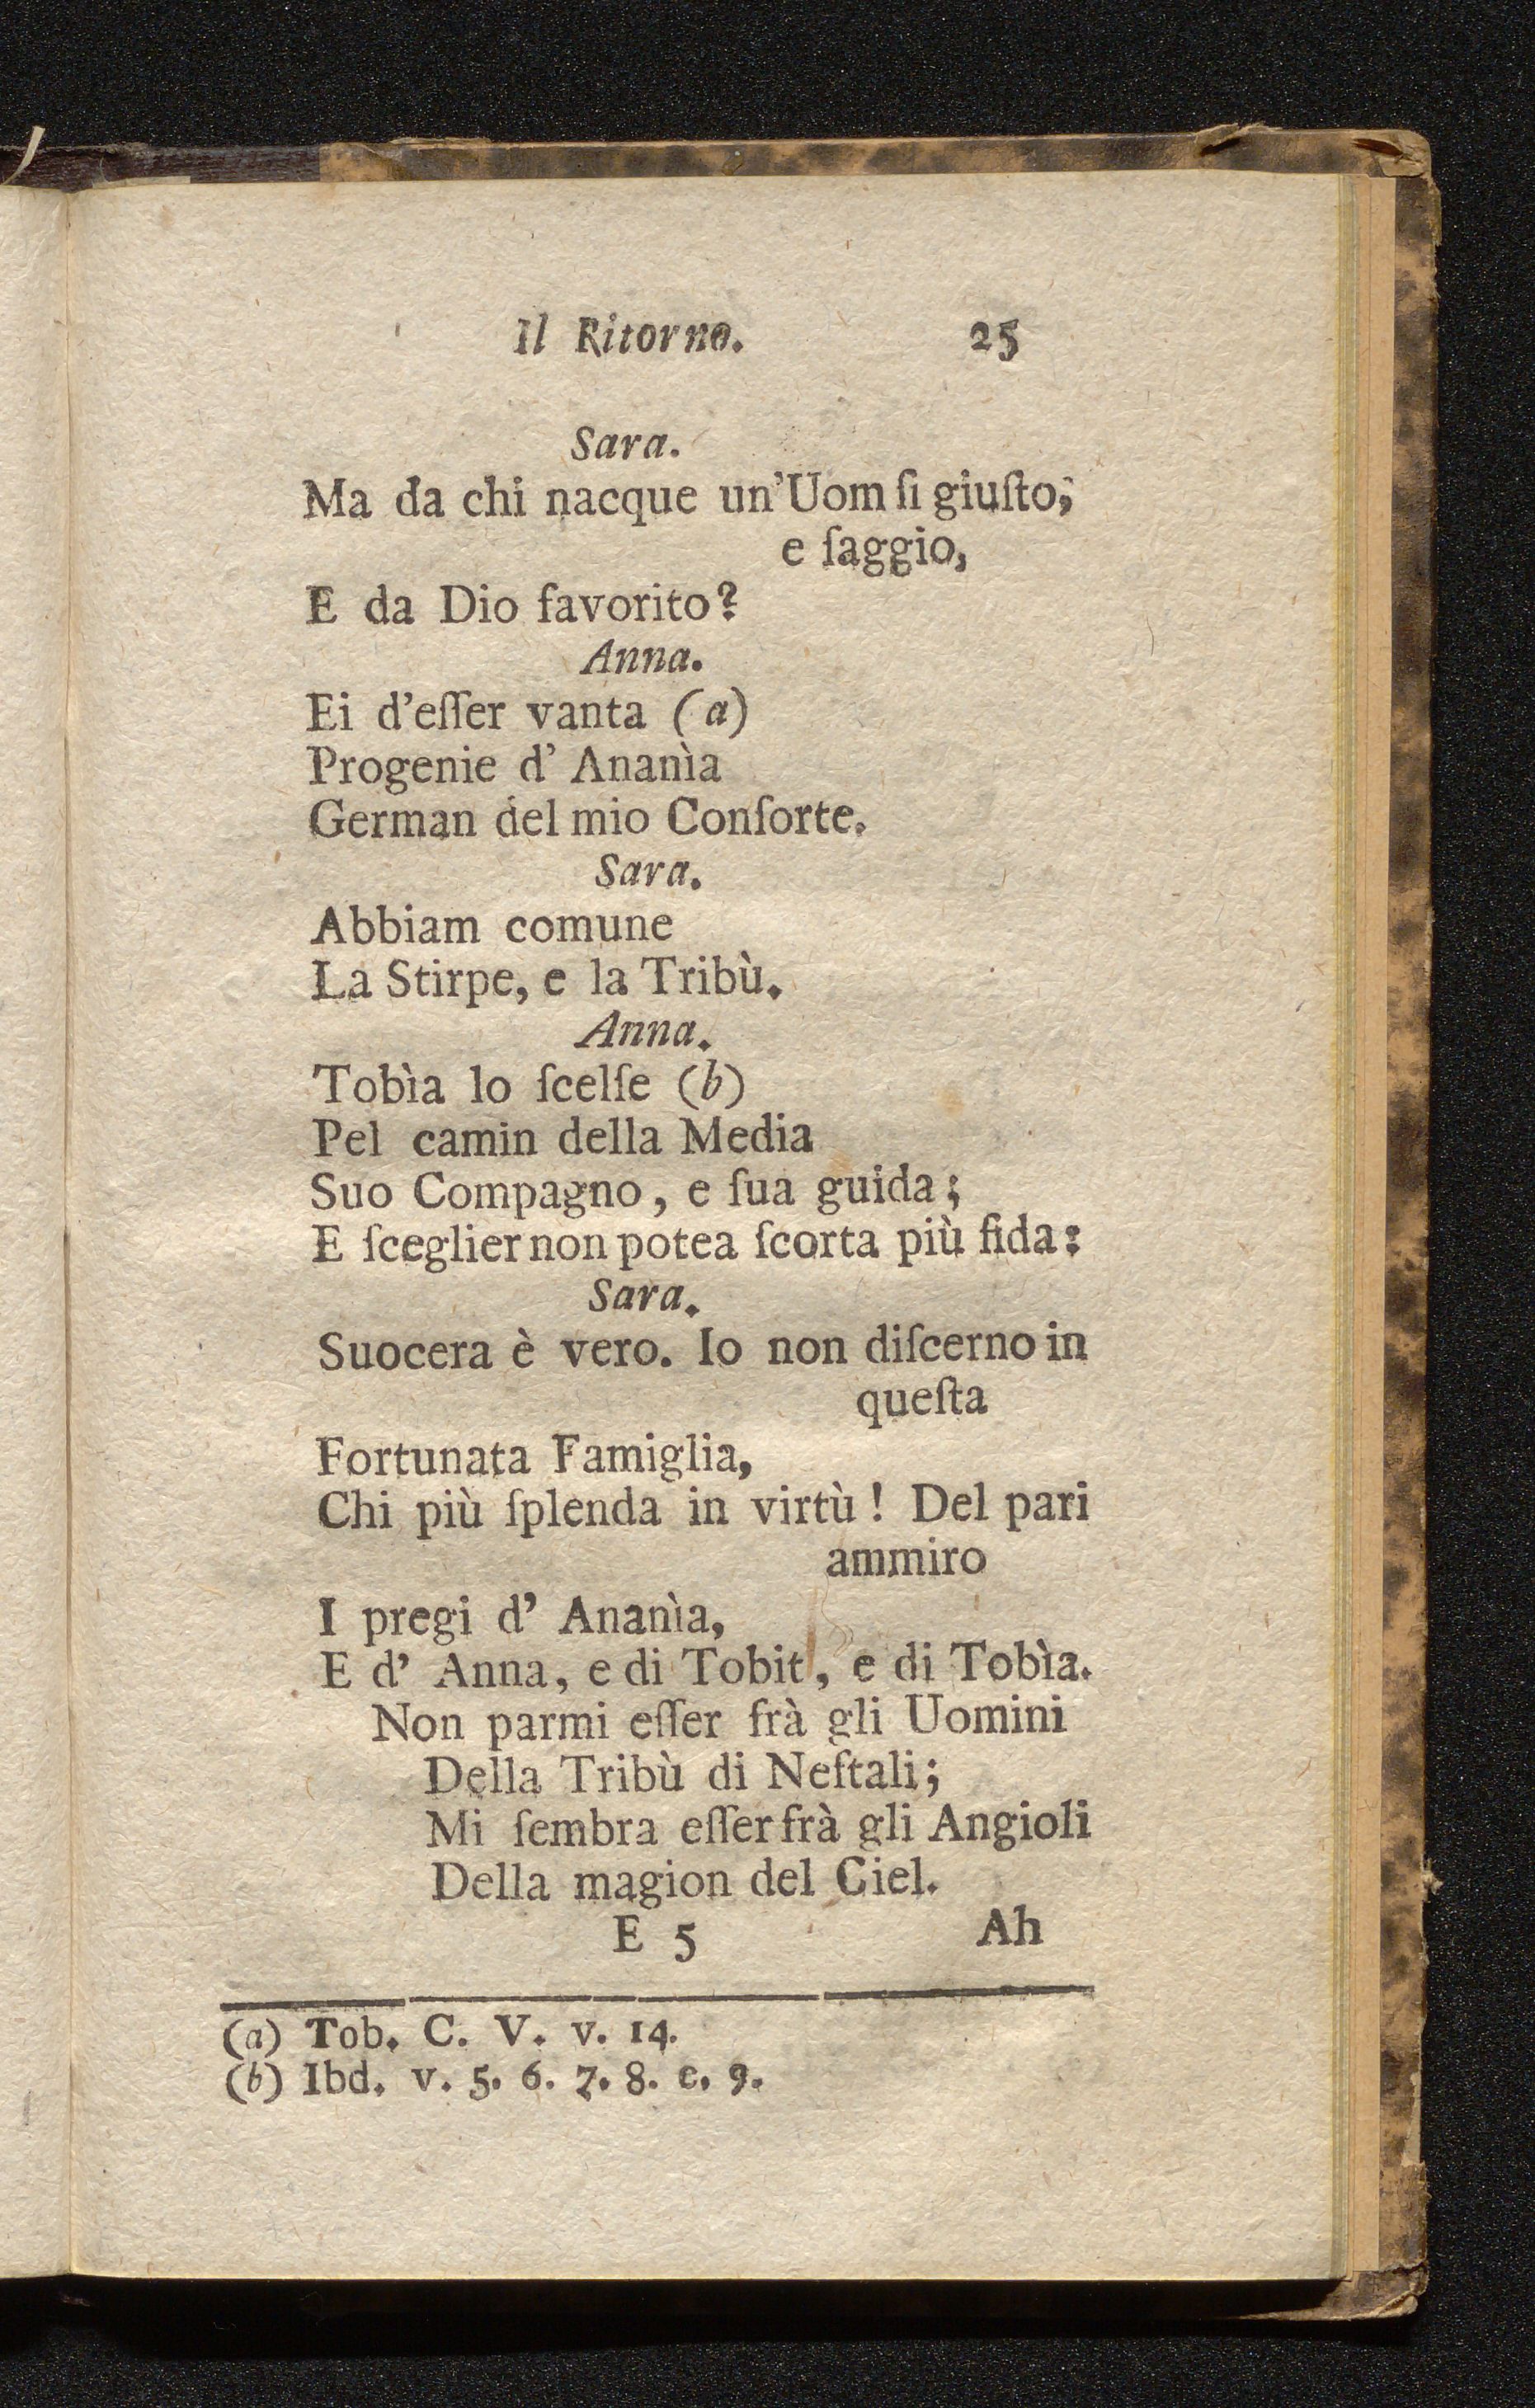 Il Ritorno. 25
Sara.
Ma da chi nacque un'Uom ſi giuſto;
e ſaggio,
E da Dio favorito?
Anna.
Ei d'eſſer vanta (a)
Progenie d' Ananìa
German del mio Conſorte.
Sara.
Abbiam comune
La Stirpe, e la Tribù.
Anna.
Tobìa lo ſcelſe (b)
Pel camin della Media
Suo Compagno, e ſua guida;
E ſceglier non potea ſcorta più fida:
Sara.
Suocera è vero. Io non diſcerno in
queſta
Fortunata Famiglia,
Chi più ſplenda in virtù! Del pari
ammiro
I pregi d' Ananìa,
E d' Anna, e di Tobit, e di Tobìa.
Non parmi eſſer frà gli Uomini
Della Tribù di Neftali;
Mi ſembra eſſer frà gli Angioli
Della magion del Ciel.
E 5 Ah
(a) Tob. C. V. v. 14.
(b) Ibd. v. 5. 6. 7. 8. e. 9.